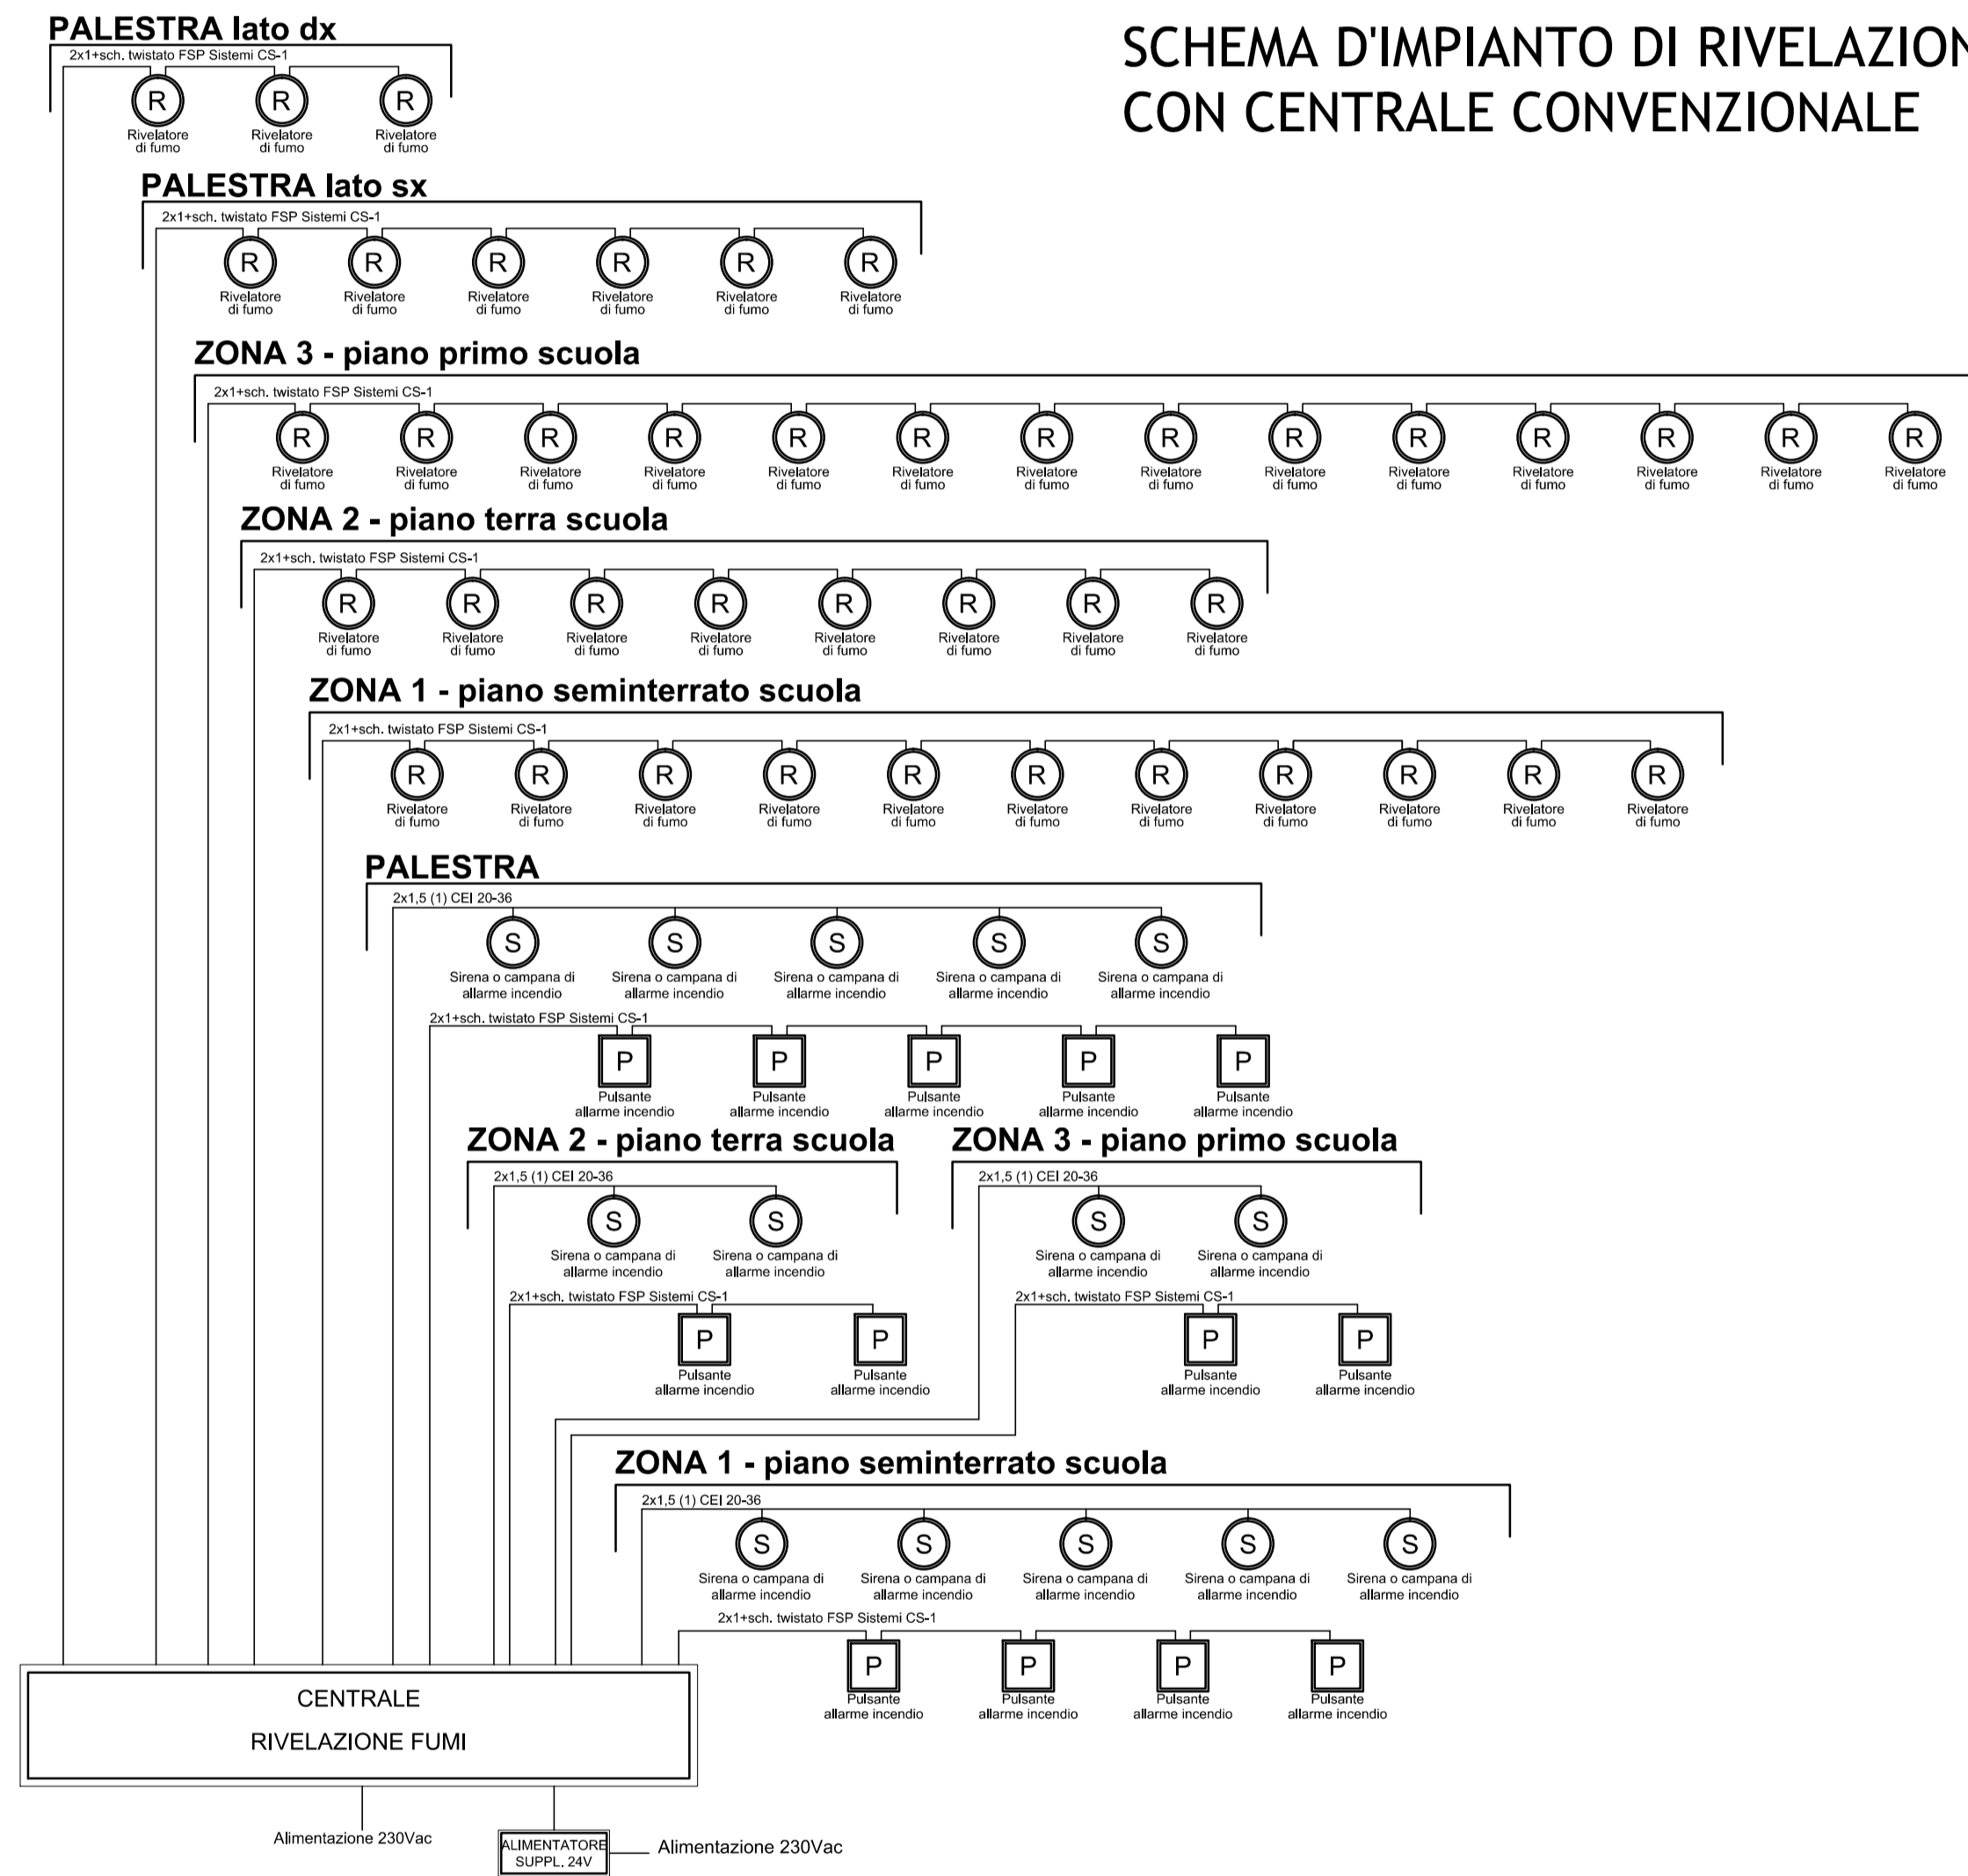 SCHEMA D'IMPIANTO DI RIVELAZION
CON CENTRALE CONVENZIONALE
PALESTRA lato dx
2x1+sch. twistato FSP Sistemi CS-1
R R R
Rivelatore Rivelatore Rivelatore
di fumo di fumo di fumo
PALESTRA lato sx
2x1+sch. twistato FSP Sistemi CS-1
R R R R R R
Rivelatore Rivelatore Rivelatore Rivelatore Rivelatore Rivelatore
di fumo di fumo di fumo di fumo di fumo di fumo
ZONA 3 - piano primo scuola
2x1+sch. twistato FSP Sistemi CS-1
R R R R R R R R R R R R R R
Rivelatore Rivelatore Rivelatore Rivelatore Rivelatore Rivelatore Rivelatore Rivelatore Rivelatore Rivelatore Rivelatore Rivelatore Rivelatore Rivelatore
di fumo di fumo di fumo di fumo di fumo di fumo di fumo di fumo di fumo di fumo di fumo di fumo di fumo di fumo
ZONA 2 - piano terra scuola
2x1+sch. twistato FSP Sistemi CS-1
R R R R R R R R
Rivelatore Rivelatore Rivelatore Rivelatore Rivelatore Rivelatore Rivelatore Rivelatore
di fumo di fumo di fumo di fumo di fumo di fumo di fumo di fumo
ZONA 1 - piano seminterrato scuola
2x1+sch. twistato FSP Sistemi CS-1
R R R R R R R R R R R
Rivelatore Rivelatore Rivelatore Rivelatore Rivelatore Rivelatore Rivelatore Rivelatore Rivelatore Rivelatore Rivelatore
di fumo di fumo di fumo di fumo di fumo di fumo di fumo di fumo di fumo di fumo di fumo
PALESTRA
2x1,5 (1) CEI 20-36
S S S S S
Sirena o campana di Sirena o campana di Sirena o campana di Sirena o campana di Sirena o campana di
allarme incendio allarme incendio allarme incendio allarme incendio allarme incendio
2x1+sch. twistato FSP Sistemi CS-1
P P P P P
Pulsante Pulsante Pulsante Pulsante Pulsante
allarme incendio allarme incendio allarme incendio allarme incendio allarme incendio
ZONA 2 - piano terra scuola
2x1,5 (1) CEI 20-36
S S
Sirena o campana di Sirena o campana di
allarme incendio allarme incendio
2x1+sch. twistato FSP Sistemi CS-1
P P
Pulsante Pulsante
allarme incendio allarme incendio
ZONA 3 - piano primo scuola
2x1,5 (1) CEI 20-36
S S
Sirena o campana di Sirena o campana di
allarme incendio allarme incendio
2x1+sch. twistato FSP Sistemi CS-1
P P
Pulsante Pulsante
allarme incendio allarme incendio
ZONA 1 - piano seminterrato scuola
2x1,5 (1) CEI 20-36
S S S S S
Sirena o campana di Sirena o campana di Sirena o campana di Sirena o campana di Sirena o campana di
allarme incendio allarme incendio allarme incendio allarme incendio allarme incendio
2x1+sch. twistato FSP Sistemi CS-1
P P P P
Pulsante Pulsante Pulsante Pulsante
allarme incendio allarme incendio allarme incendio allarme incendio
CENTRALE
RIVELAZIONE FUMI
Alimentazione 230Vac
ALIMENTATORE
SUPPL. 24V
Alimentazione 230Vac